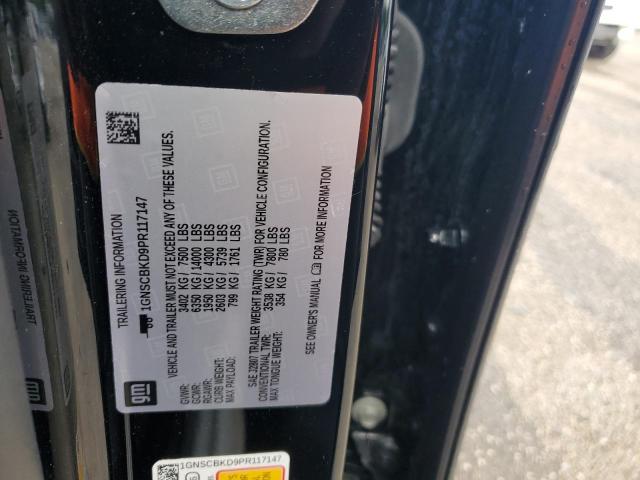 TRAILERING INFORMATION
1GNSCBKD9PR117147
VEHICLE AND TRAILER MUST NOT EXCEED ANY OF THESE VALUES.
GVWR: 3402 KG / 7500 LBS
GCWR: 6350 KG / 14000 LBS
RGAWR: 1950 KG / 4300 LBS
CURB WEIGHT: 2603 KG / 5739 LBS
MAX PAYLOAD: 799 KG / 1761 LBS
SAE J2807 TRAILER WEIGHT RATING (TWR) FOR VEHICLE CONFIGURATION.
CONVENTIONAL TWR: 3538 KG / 7800 LBS
MAX TONGUE WEIGHT: 354 KG / 780 LBS
SEE OWNER'S MANUAL FOR MORE INFORMATION
gm
1GNSCBKD9PR117147
TRAILERING INFORMATION
gm